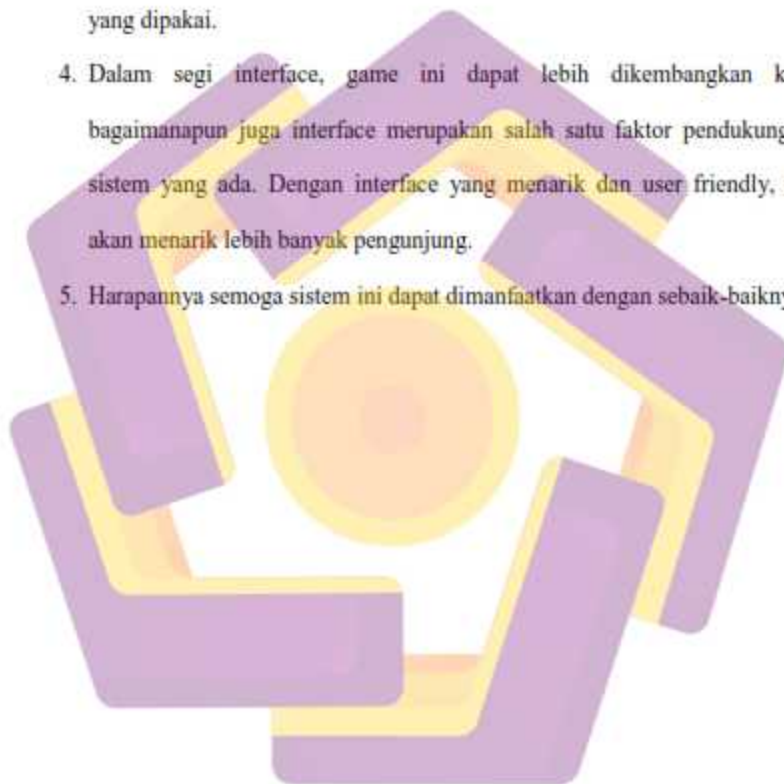 yang dipakai.
4. Dalam segi interface, game ini dapat lebih dikembangkan
bagaimanapun juga interface merupakan salah satu faktor pendukung
sistem yang ada. Dengan interface yang menarik dan user friendly,
akan menarik lebih banyak pengunjung.
5. Harapannya semoga sistem ini dapat dimanfaatkan dengan